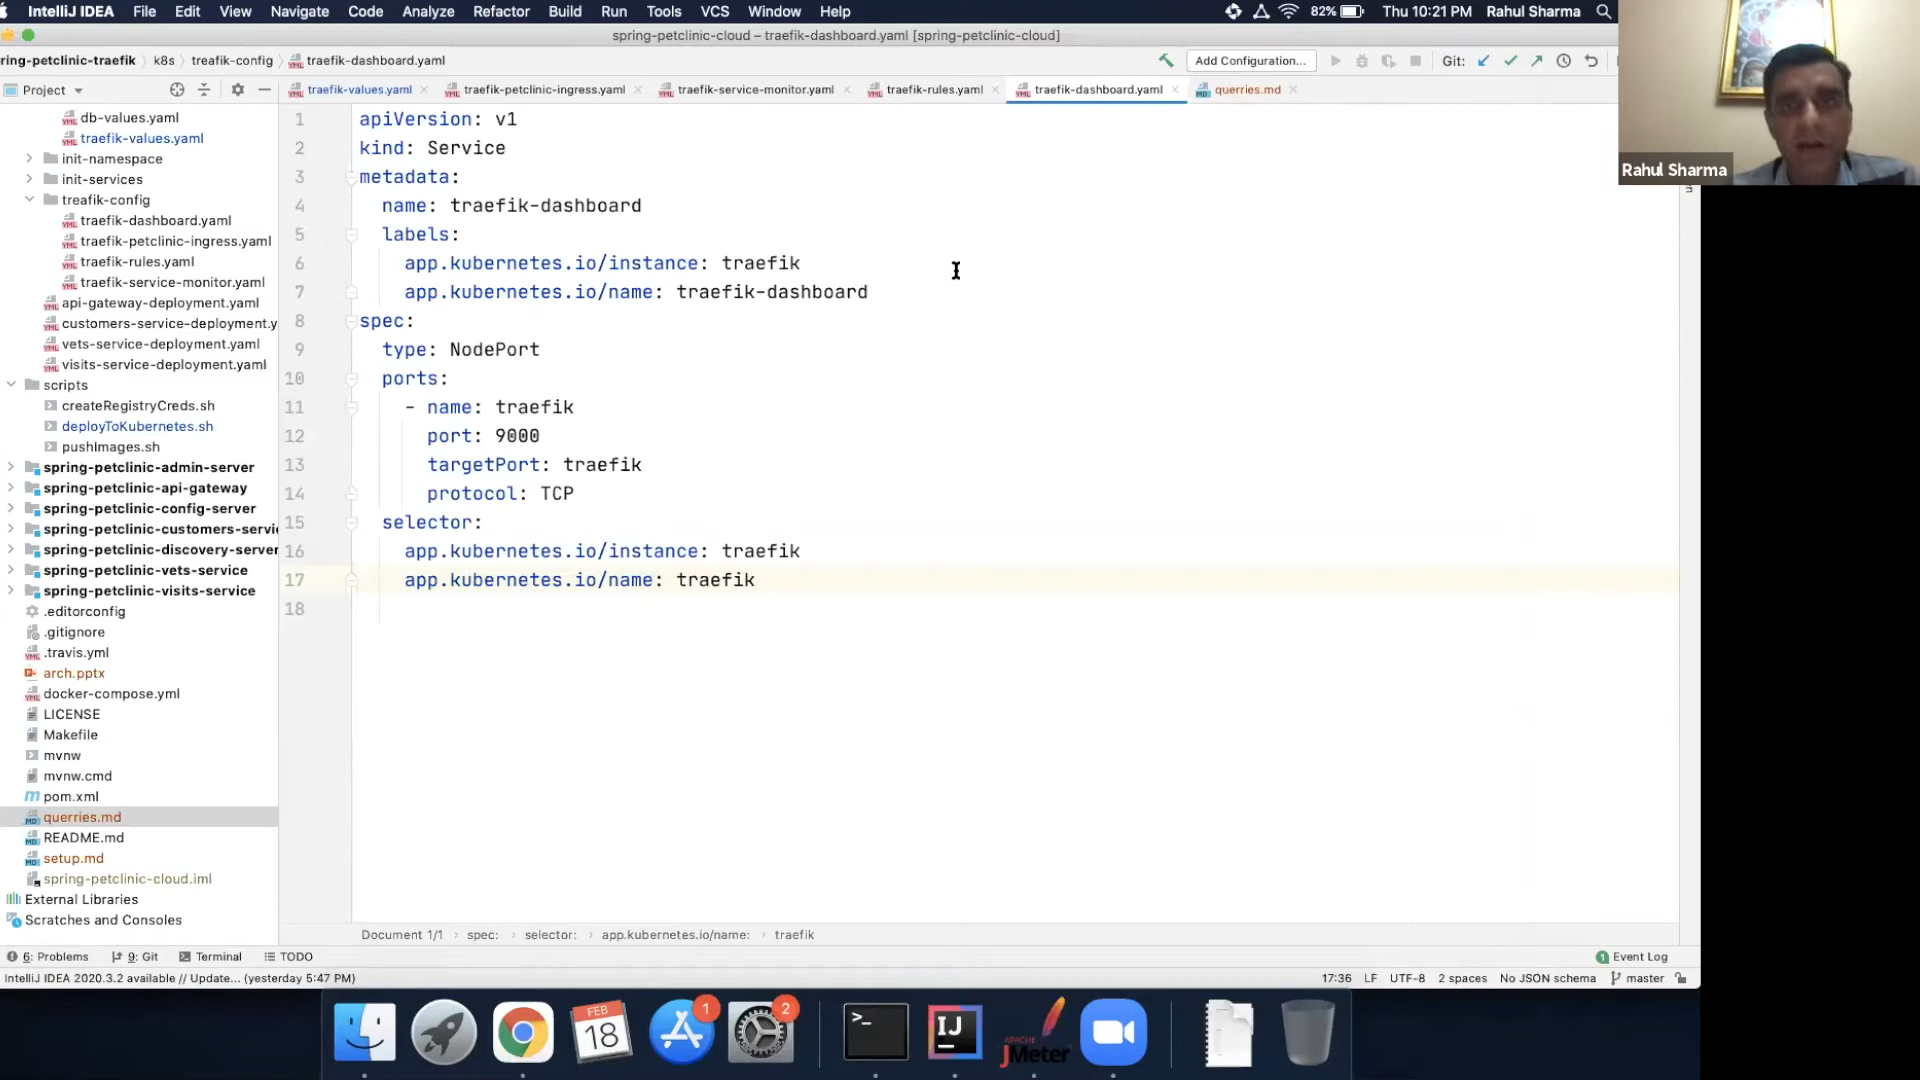 IntelliJ IDEA File Edit View Navigate Code Analyze Refactor Build Run Tools VCS Window Help 82% Thu 10:21 PM Rahul Sharma
spring-petclinic-cloud – traefik-dashboard.yaml [spring-petclinic-cloud]
ring-petclinic-traefik k8s treafik-config traefik-dashboard.yaml Add Configuration... Git:
Project traefik-values.yaml traefik-petclinic-ingress.yaml traefik-service-monitor.yaml traefik-rules.yaml traefik-dashboard.yaml querries.md
db-values.yaml
traefik-values.yaml
init-namespace
init-services
treafik-config
traefik-dashboard.yaml
traefik-petclinic-ingress.yaml
traefik-rules.yaml
traefik-service-monitor.yaml
api-gateway-deployment.yaml
customers-service-deployment.y
vets-service-deployment.yaml
visits-service-deployment.yaml
scripts
createRegistryCreds.sh
deployToKubernetes.sh
pushImages.sh
spring-petclinic-admin-server
spring-petclinic-api-gateway
spring-petclinic-config-server
spring-petclinic-customers-servi
spring-petclinic-discovery-server
spring-petclinic-vets-service
spring-petclinic-visits-service
.editorconfig
.gitignore
.travis.yml
arch.pptx
docker-compose.yml
LICENSE
Makefile
mvnw
mvnw.cmd
pom.xml
querries.md
README.md
setup.md
spring-petclinic-cloud.iml
External Libraries
Scratches and Consoles
1 apiVersion: v1
2 kind: Service
3 metadata:
4 name: traefik-dashboard
5 labels:
6 app.kubernetes.io/instance: traefik
7 app.kubernetes.io/name: traefik-dashboard
8 spec:
9 type: NodePort
10 ports:
11 - name: traefik
12 port: 9000
13 targetPort: traefik
14 protocol: TCP
15 selector:
16 app.kubernetes.io/instance: traefik
17 app.kubernetes.io/name: traefik
18
Rahul Sharma
Document 1/1 › spec: › selector: › app.kubernetes.io/name: › traefik
6: Problems 9: Git Terminal TODO 1 Event Log
IntelliJ IDEA 2020.3.2 available // Update... (yesterday 5:47 PM) 17:36 LF UTF-8 2 spaces No JSON schema master
FEB
18
1
2
>_
IJ
APACHE
JMeter